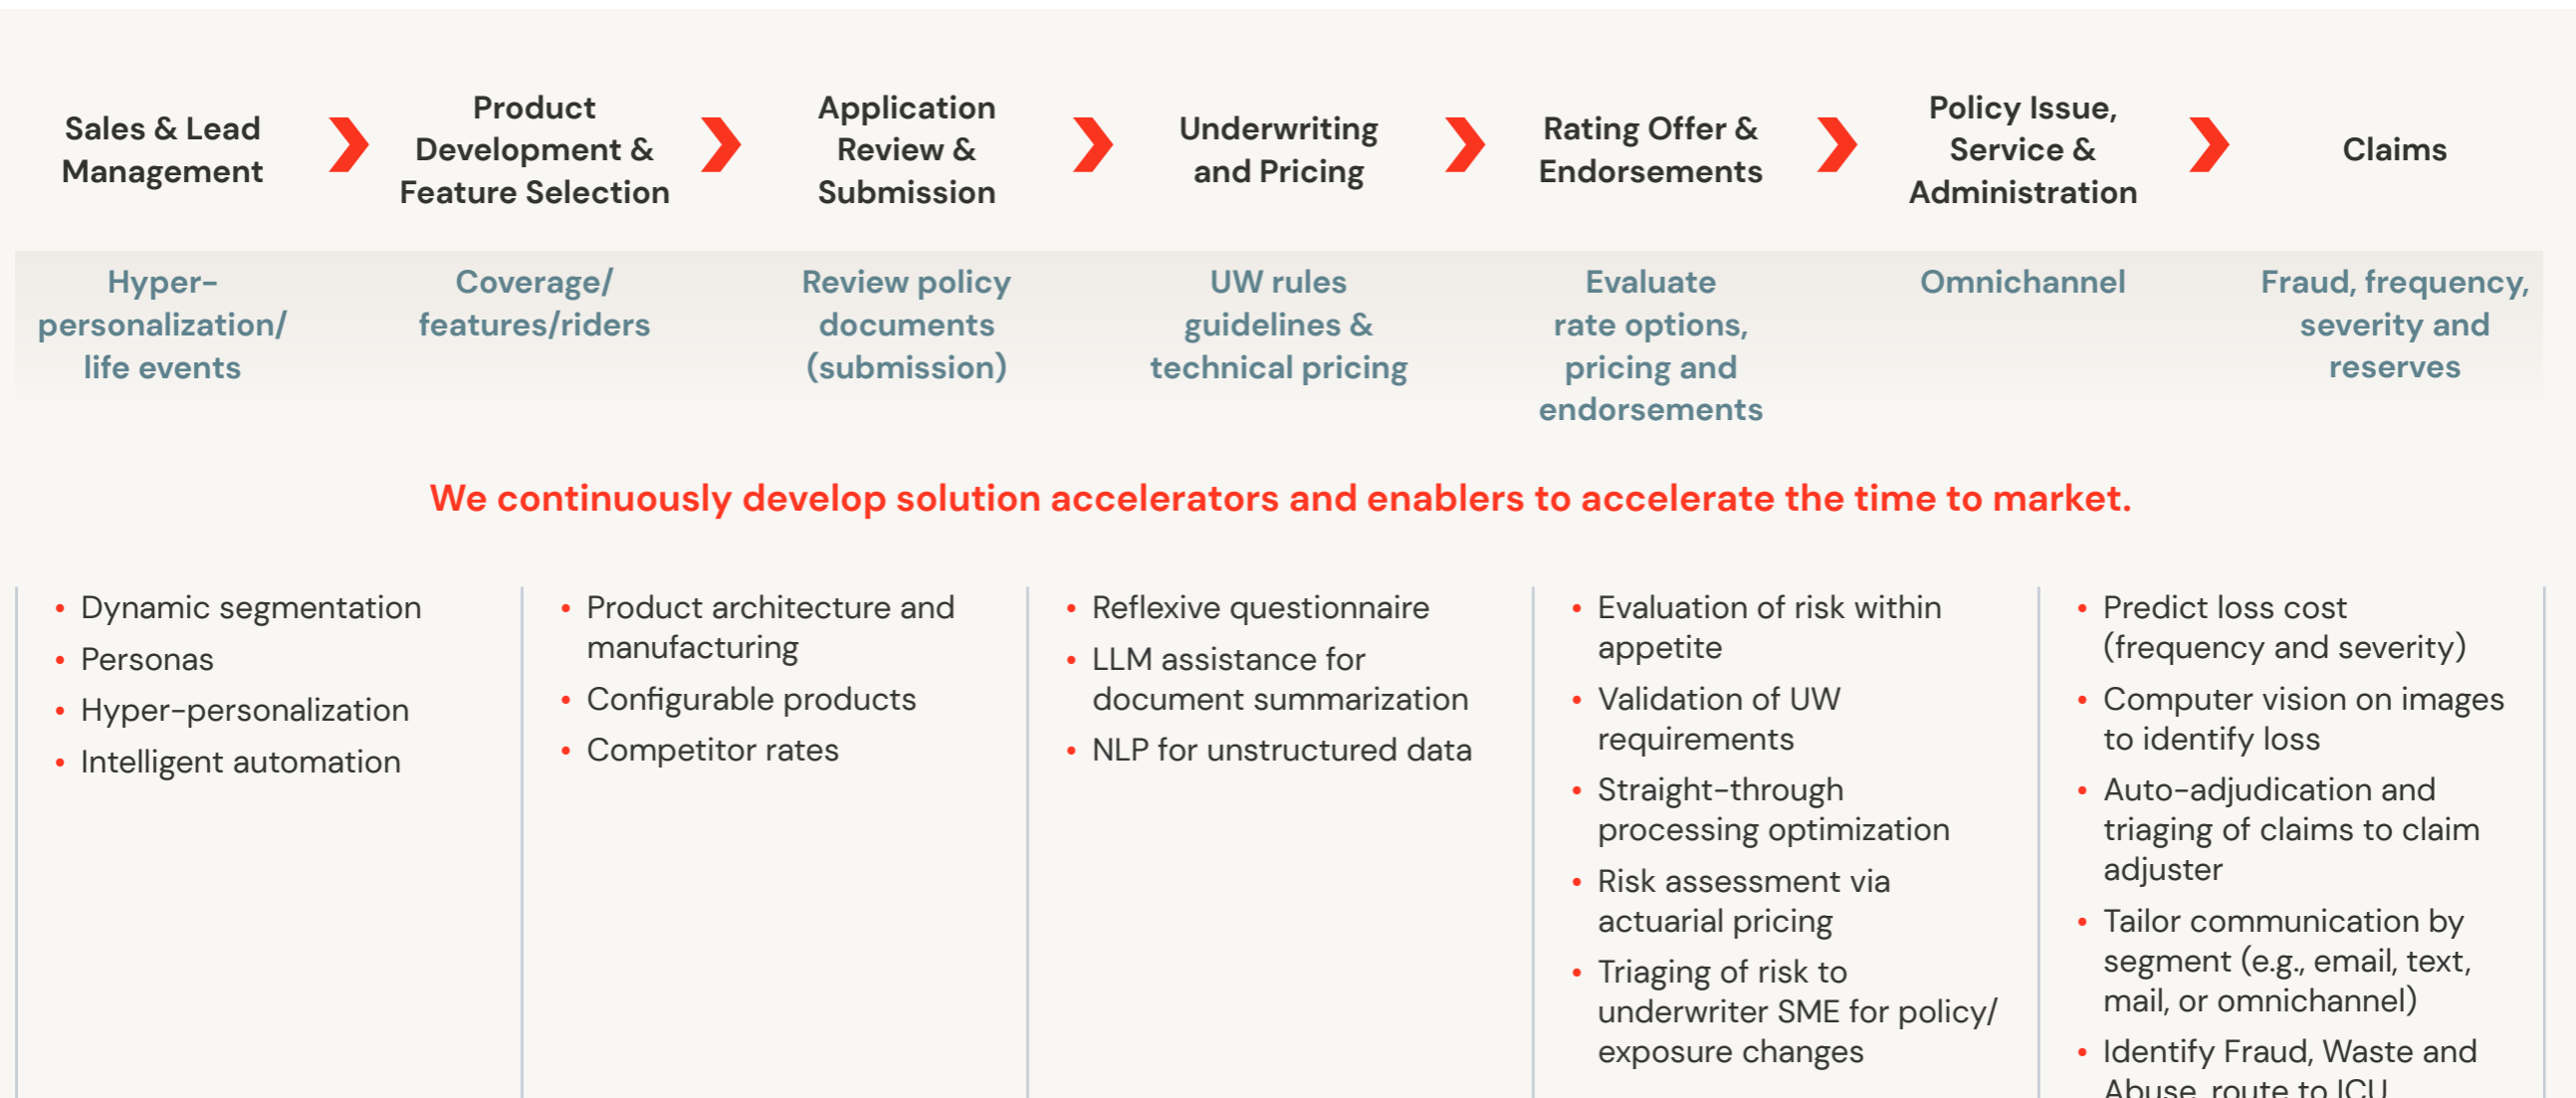 Sales & Lead
Management
Product
Development &
Feature Selection
Application
Review &
Submission
Underwriting
and Pricing
Rating Offer &
Endorsements
Policy Issue,
Service &
Administration
Claims
Hyper-
personalization/
life events
Coverage/
features/riders
Review policy
documents
(submission)
UW rules
guidelines &
technical pricing
Evaluate
rate options,
pricing and
endorsements
Omnichannel
Fraud, frequency,
severity and
reserves
We continuously develop solution accelerators and enablers to accelerate the time to market.
• Dynamic segmentation
• Personas
• Hyper-personalization
• Intelligent automation
• Product architecture and
manufacturing
• Configurable products
• Competitor rates
• Reflexive questionnaire
• LLM assistance for
document summarization
• NLP for unstructured data
• Evaluation of risk within
appetite
• Validation of UW
requirements
• Straight-through
processing optimization
• Risk assessment via
actuarial pricing
• Triaging of risk to
underwriter SME for policy/
exposure changes
• Predict loss cost
(frequency and severity)
• Computer vision on images
to identify loss
• Auto-adjudication and
triaging of claims to claim
adjuster
• Tailor communication by
segment (e.g., email, text,
mail, or omnichannel)
• Identify Fraud, Waste and
Abuse, route to ICU